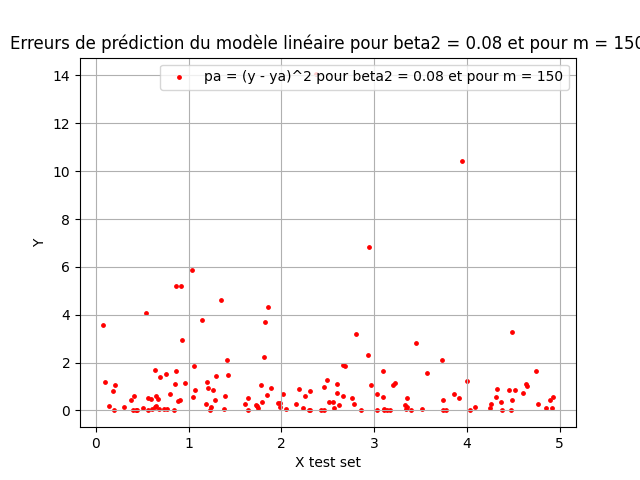 Erreurs de prédiction du modèle linéaire pour beta2 = 0.08 et pour m = 150
pa = (y - ya)^2 pour beta2 = 0.08 et pour m = 150
14
12
10
8
6
4
2
0
Y
0 1 2 3 4 5
X test set